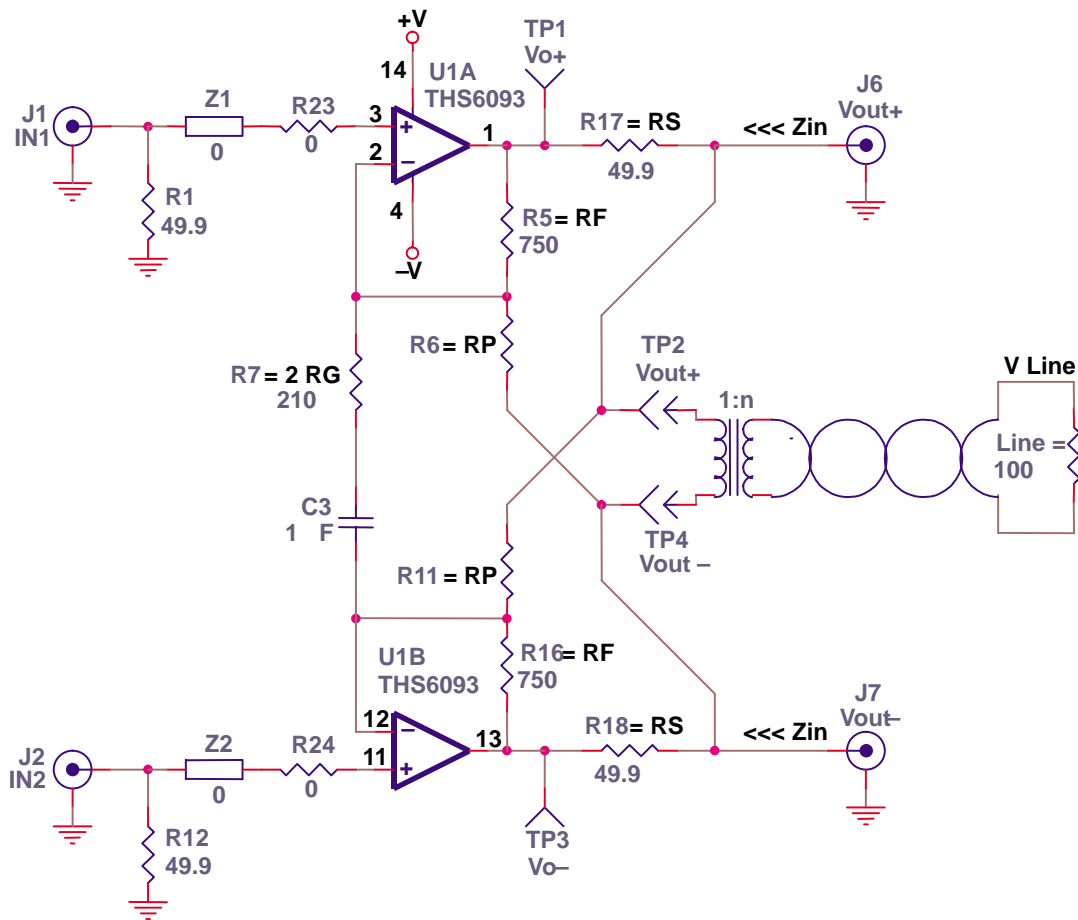 +V
TP1
Vo+
14
U1A
THS6093
J1
IN1
Z1
0
R23
0
3
+
2
−
1
R17 = RS
49.9
<<< Zin
J6
Vout+
R1
49.9
4
–V
R5 = RF
750
R6 = RP
R7 = 2 RG
210
TP2
Vout+
1:n
V Line
Line =
100
C3
1 F
TP4
Vout –
R11 = RP
U1B
THS6093
R16 = RF
750
12
−
11
+
13
R18 = RS
49.9
<<< Zin
J7
Vout–
J2
IN2
Z2
0
R24
0
R12
49.9
TP3
Vo–